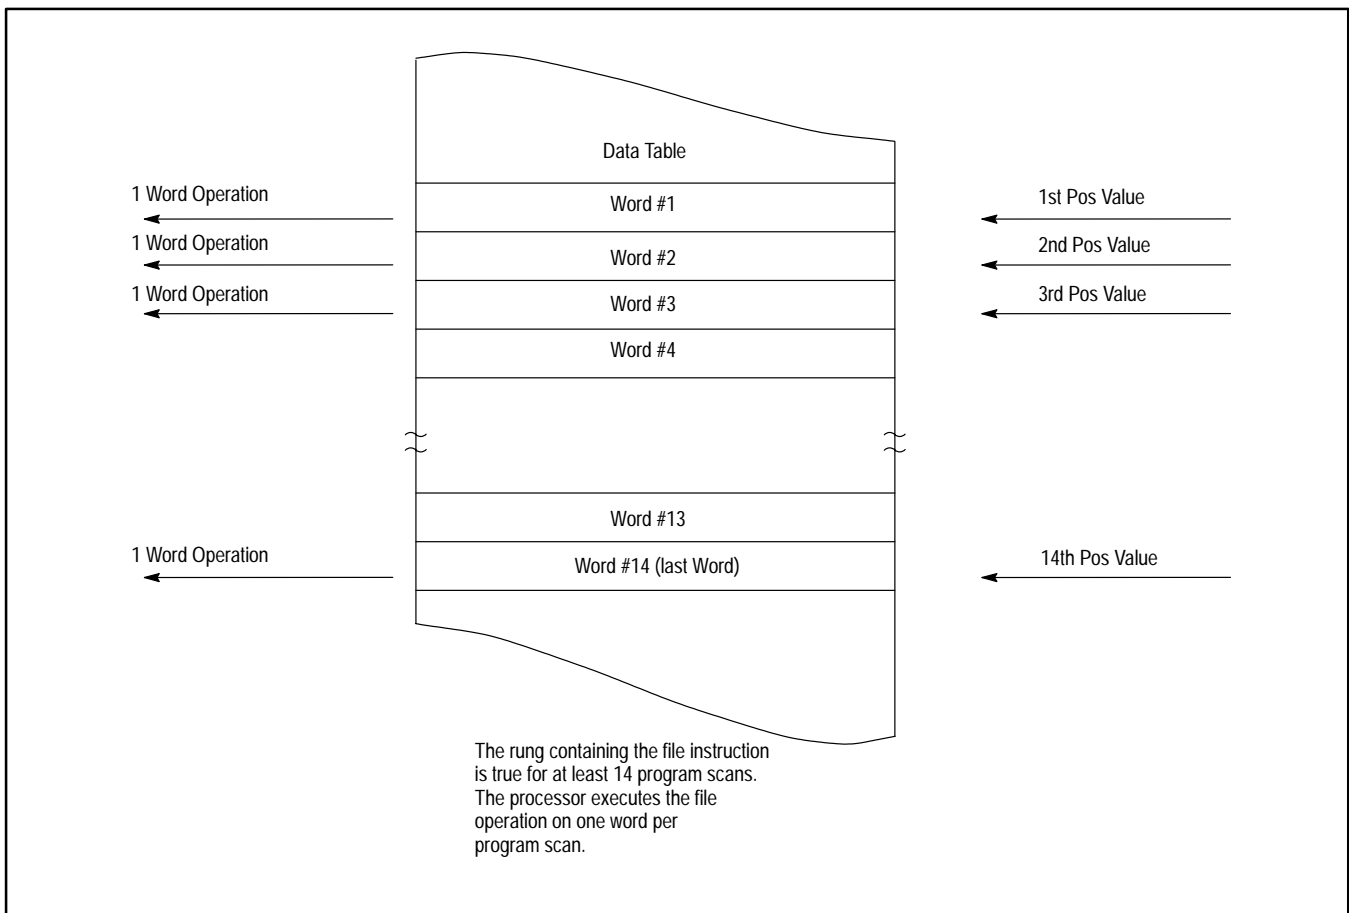 Data Table
1 Word Operation
Word #1
1st Pos Value
1 Word Operation
Word #2
2nd Pos Value
1 Word Operation
Word #3
3rd Pos Value
Word #4
Word #13
1 Word Operation
Word #14 (last Word)
14th Pos Value
The rung containing the file instruction
is true for at least 14 program scans.
The processor executes the file
operation on one word per
program scan.